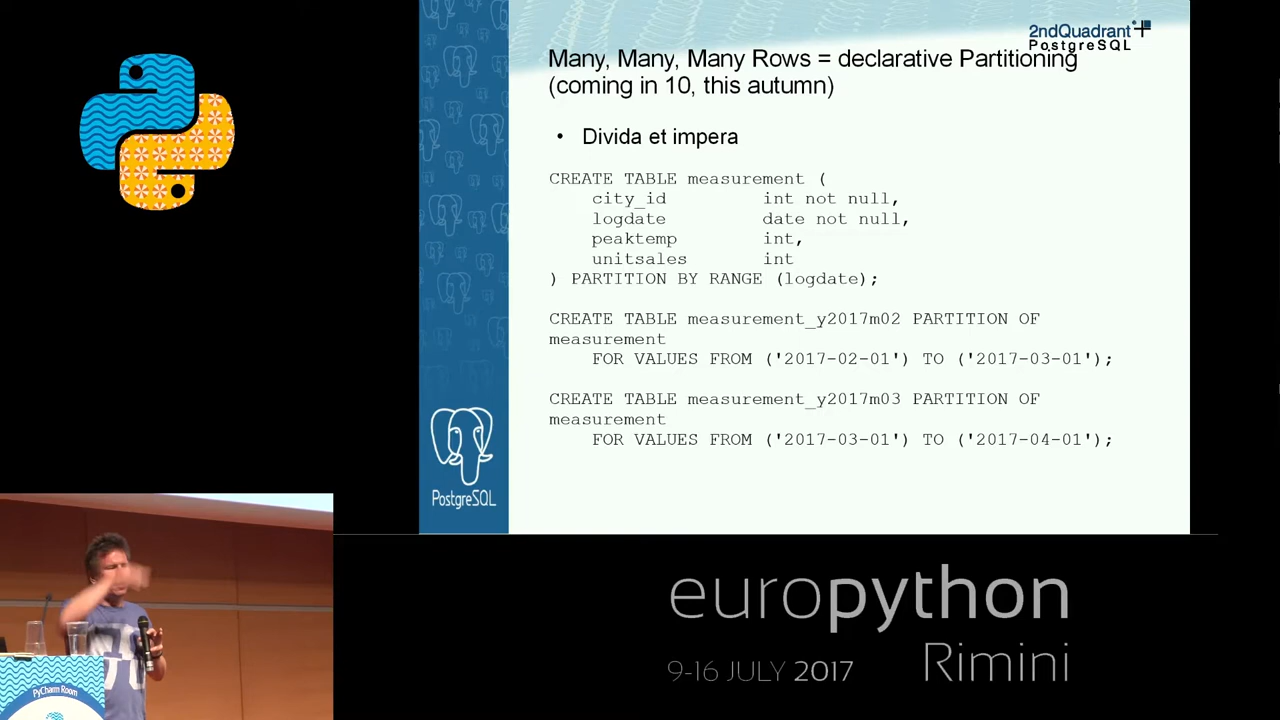 2ndQuadrant
PostgreSQL
Many, Many, Many Rows = declarative Partitioning
(coming in 10, this autumn)
• Divida et impera
CREATE TABLE measurement (
city_id int not null,
logdate date not null,
peaktemp int,
unitsales int
) PARTITION BY RANGE (logdate);
CREATE TABLE measurement_y2017m02 PARTITION OF
measurement
FOR VALUES FROM ('2017-02-01') TO ('2017-03-01');
CREATE TABLE measurement_y2017m03 PARTITION OF
measurement
FOR VALUES FROM ('2017-03-01') TO ('2017-04-01');
PostgreSQL
PyCharm Room
europython
Rimini
9-16 JULY 2017